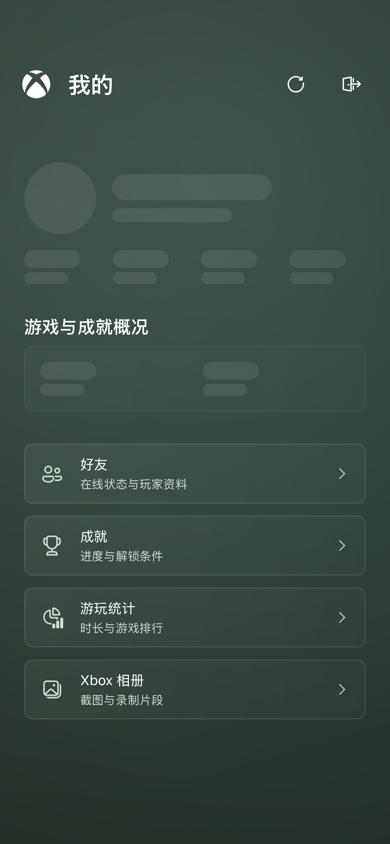 我的
游戏与成就概况
好友
在线状态与玩家资料
成就
进度与解锁条件
游玩统计
时长与游戏排行
Xbox 相册
截图与录制片段